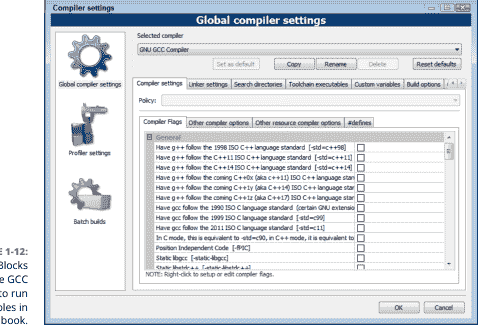 Compiler settings
Global compiler settings
Selected compiler
GNU GCC Compiler
Set as default
Copy
Rename
Delete
Reset defaults
Global compiler settings
Profiler settings
Batch builds
Compiler settings
Linker settings
Search directories
Toolchain executables
Custom variables
Build options
Policy:
Compiler Flags
Other compiler options
Other resource compiler options
#defines
General
Have g++ follow the 1998 ISO C++ language standard [-std=c++98]
Have g++ follow the C++11 ISO C++ language standard [-std=c++11]
Have g++ follow the C++14 ISO C++ language standard [-std=c++14]
Have g++ follow the coming C++0x (aka c++11) ISO C++ language stan
Have g++ follow the coming C++1y (aka C++14) ISO C++ language star
Have g++ follow the coming C++1z (aka C++17) ISO C++ language star
Have gcc follow the 1990 ISO C language standard (certain GNU extensio
Have gcc follow the 1999 ISO C language standard [-std=c99]
Have gcc follow the 2011 ISO C language standard [-std=c11]
In C mode, this is equivalent to -std=c90, in C++ mode, it is equivalent to
Position Independent Code [-fPIC]
Static libgcc [-static-libgcc]
Static libstdc++ [-static-libstdc++]
NOTE: Right-click to setup or edit compiler flags.
OK
Cancel
E 1-12:
Blocks
e GCC
to run
les in
book.